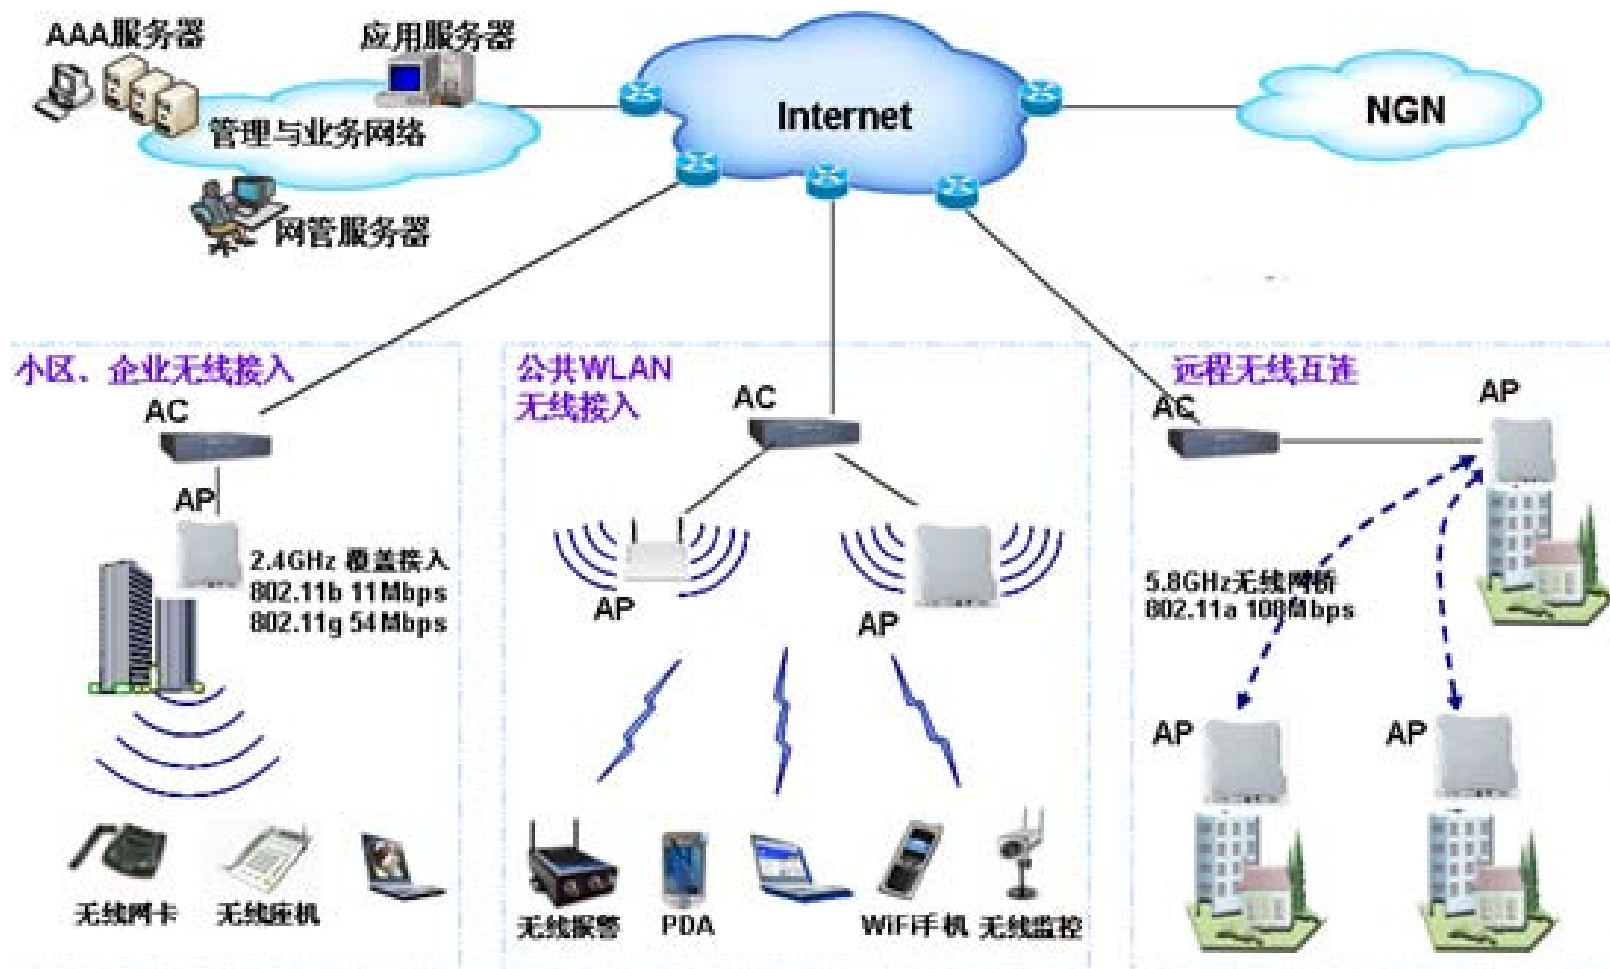 AAA服务器
应用服务器
管理与业务网络
网管服务器
Internet
NGN
小区、企业无线接入
AC
AP
2.4GHz 覆盖接入
802.11b 11Mbps
802.11g 54Mbps
无线网卡
无线座机
公共WLAN
无线接入
AC
AP
AP
无线报警
PDA
WiFi手机
无线监控
远程无线互连
AC
AP
5.8GHz无线网桥
802.11a 108Mbps
AP
AP